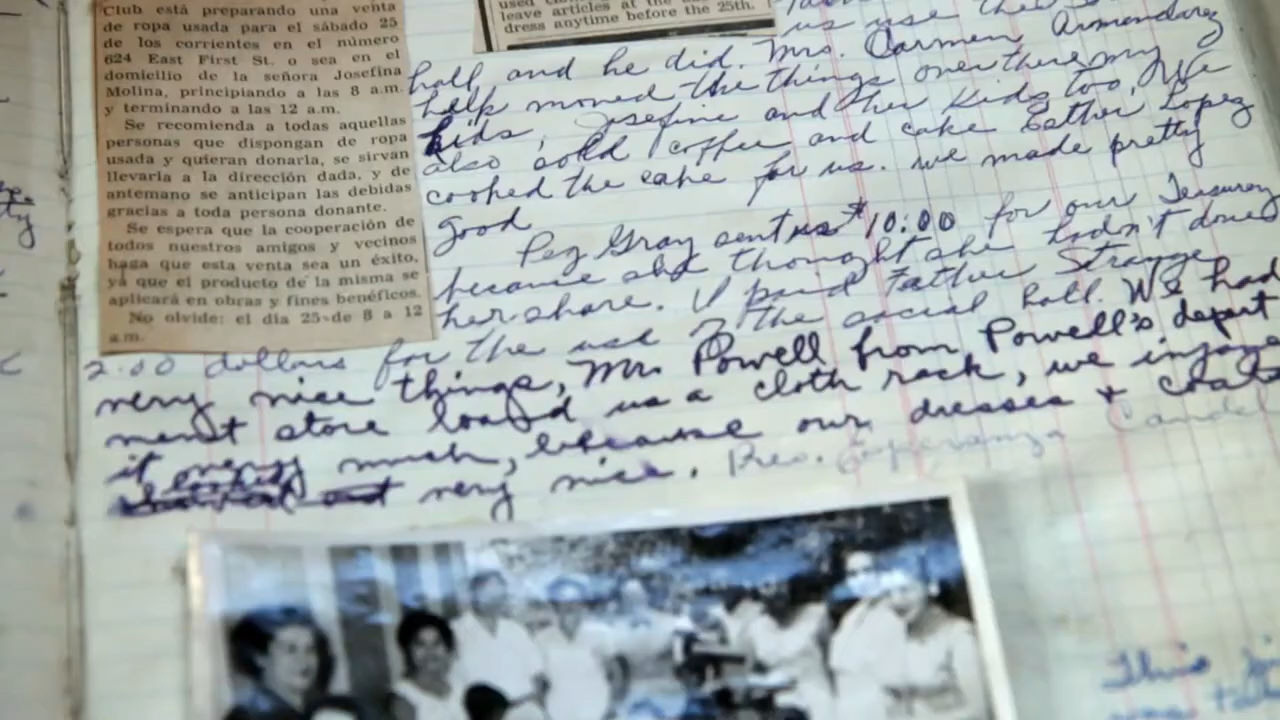 Club está preparando una venta
de ropa usada para el sábado 25
de los corrientes en el número
624 East First St. o sea en el
domicilio de la señora Josefina
Molina, principiando a las 8 a.m.
y terminando a las 12 a.m.
Se recomienda a todas aquellas
personas que dispongan de ropa
usada y quieran donarla, se sirvan
llevarla a la dirección dada, y de
antemano se anticipan las debidas
gracias a toda persona donante.
Se espera que la cooperación de
todos nuestros amigos y vecinos
haga que esta venta sea un éxito,
ya que el producto de la misma se
aplicará en obras y fines benéficos.
No olvide: el día 25 de 8 a 12
a.m.
used
leave articles at the
dress anytime before the 25th.
us use the
hall and he did. Mrs. Carmen Armendarez
help moved the things over there my
kids, Josefine and her kids too, We
also sold coffee and cake Esther Lopez
cooked the cake for us. we made pretty
good
Peg Gray sent us $10:00 for our Treasurey
because she thought she hadn't done
her share. I paid Father Strange
2.00 dollars for the use of the social hall. We had
very nice things, Mr. Powell from Powell's depart
ment store loand us a cloth rack, we
it very much, because our dresses & coats
very nice. Pres. Esperanza
This